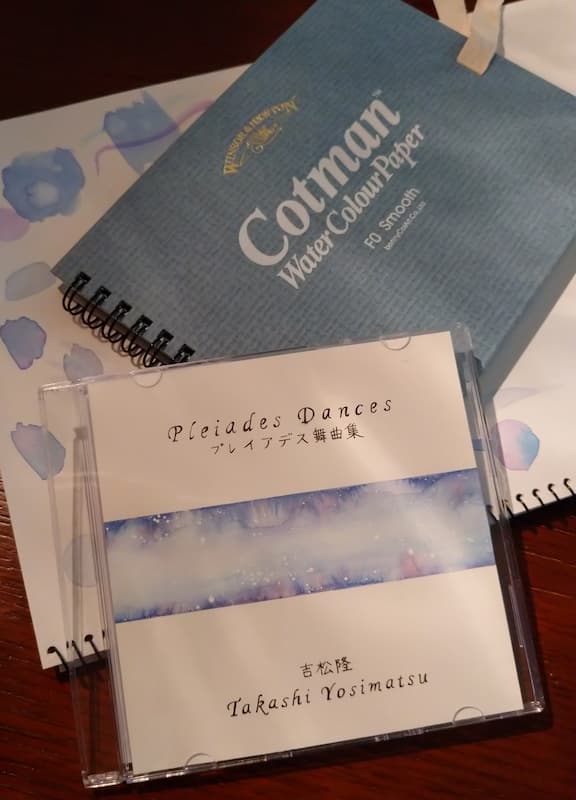 WINSOR & NEWTON
Cotman™
Water Colour Paper
F0 Smooth
Pleiades Dances
プレイアデス舞曲集
吉松隆
Takashi Yosimatsu